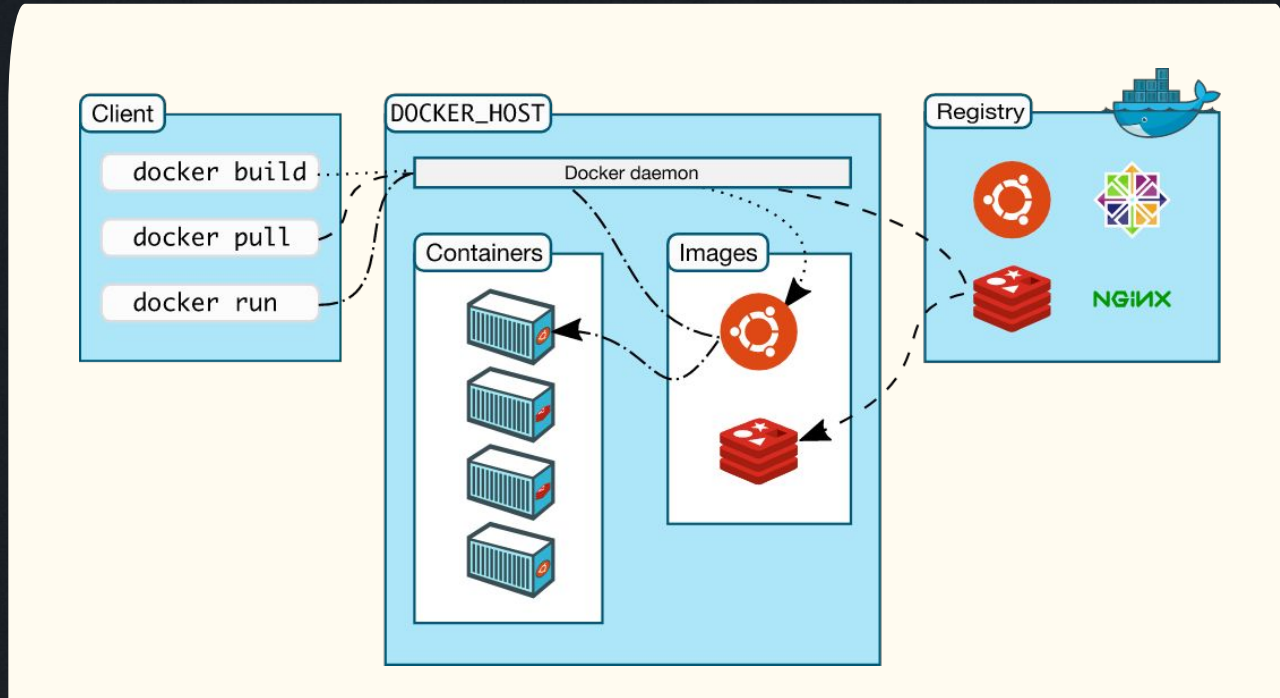 Client
docker build
docker pull
docker run
DOCKER_HOST
Docker daemon
Containers
Images
Registry
NGiNX